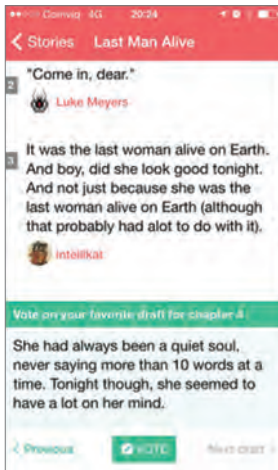 Comviq 4G 20:24
Stories Last Man Alive
"Come in, dear."
2
Luke Meyers
3
It was the last woman alive on Earth.
And boy, did she look good tonight.
And not just because she was the
last woman alive on Earth (although
that probably had alot to do with it).
intellikat
Vote on your favorite draft for chapter 4
She had always been a quiet soul,
never saying more than 10 words at a
time. Tonight though, she seemed to
have a lot on her mind.
Previous VOTE Next draft